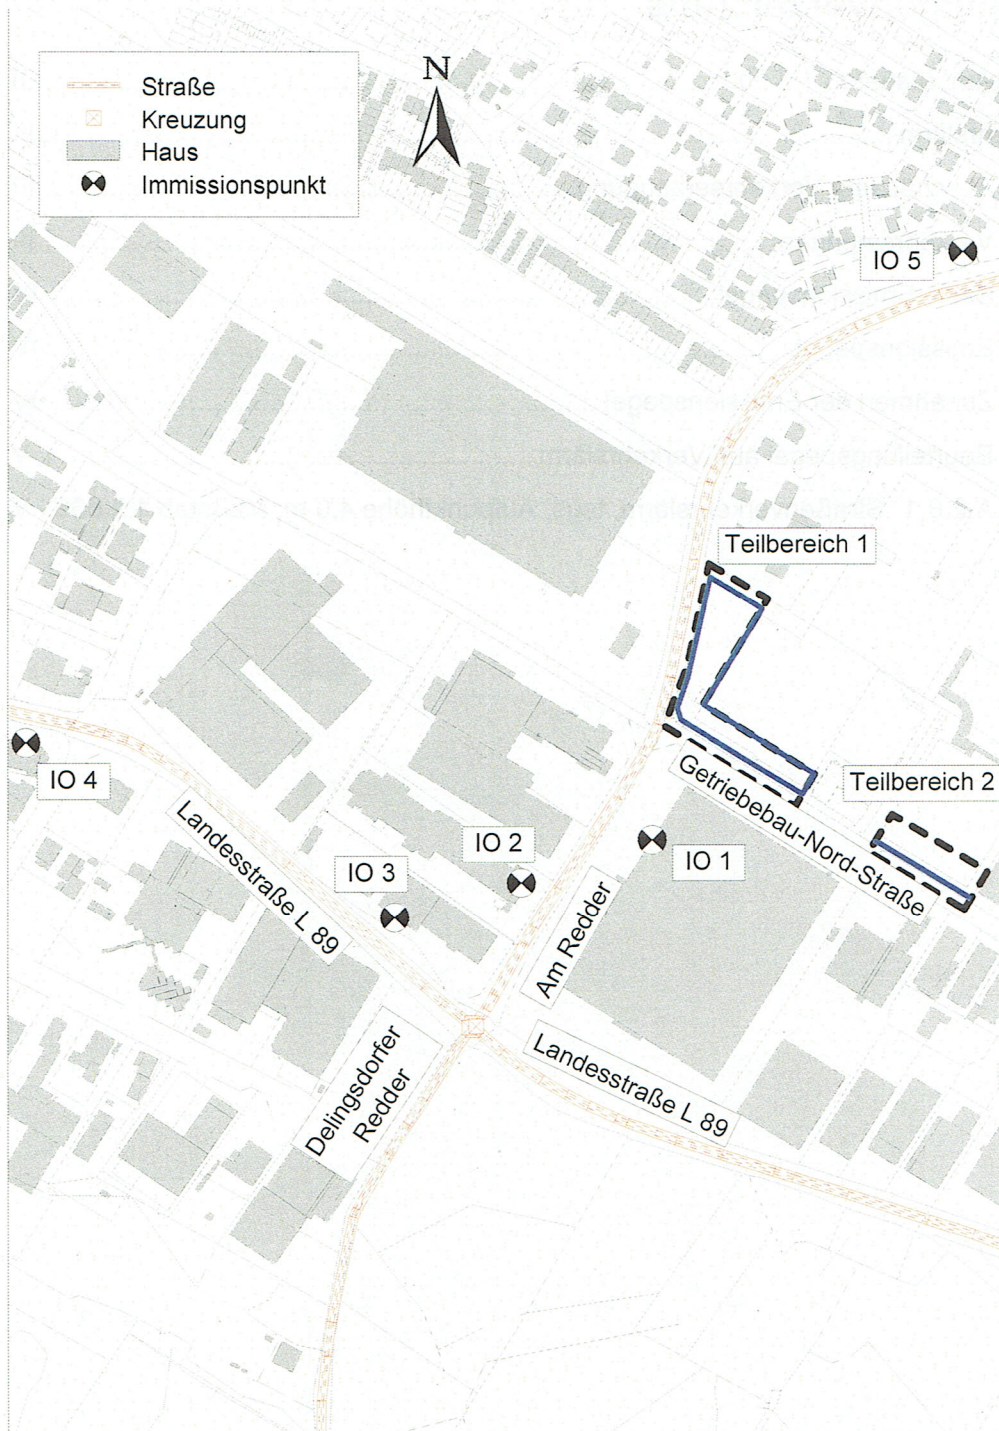 N
Straße
Kreuzung
Haus
Immissionspunkt
IO 5
Teilbereich 1
Teilbereich 2
Getriebebau-Nord-Straße
IO 4
Landesstraße L 89
IO 3
IO 2
IO 1
Am Redder
Landesstraße L 89
Delingsdorfer
Redder